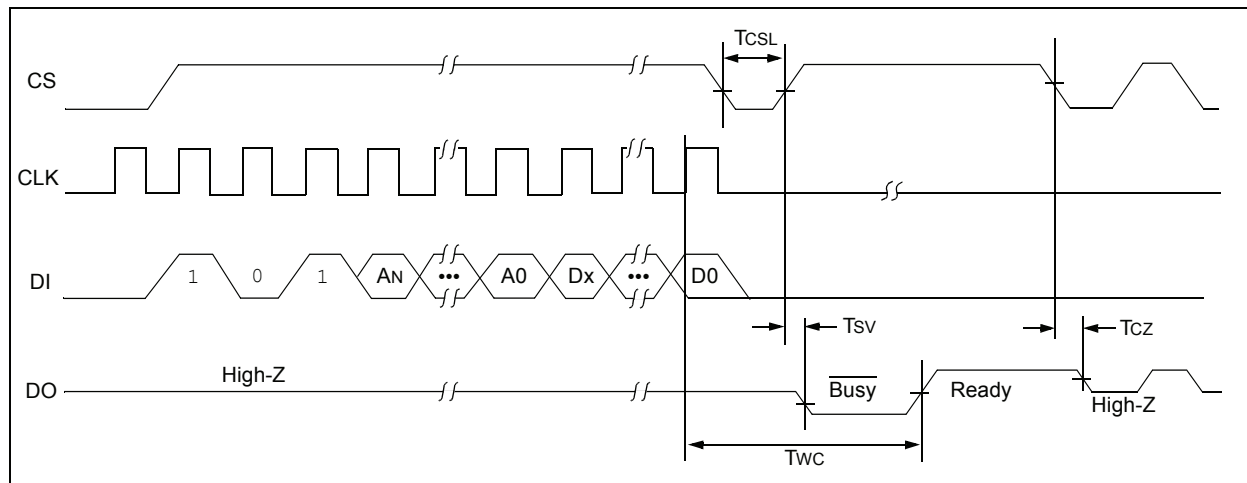 TCSL
CS
CLK
DI 1 0 1 AN ••• A0 Dx ••• D0
TSV TCZ
DO High-Z Busy Ready High-Z
TWC